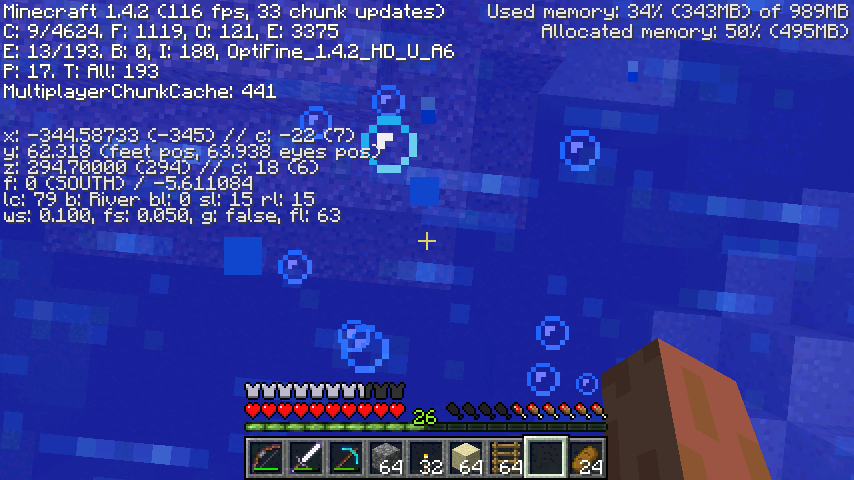 Minecraft 1.4.2 (116 fps, 33 chunk updates)
C: 9/4624. F: 1119, O: 121, E: 3375
E: 13/193. B: 0, I: 180, OptiFine_1.4.2_HD_U_A6
P: 17. T: All: 193
MultiplayerChunkCache: 441
Used memory: 34% (343MB) of 989MB
Allocated memory: 50% (495MB)
x: -344.58733 (-345) // c: -22 (7)
y: 62.318 (feet pos, 63.938 eyes pos)
z: 294.70000 (294) // c: 18 (6)
f: 0 (SOUTH) / -5.611084
lc: 79 b: River bl: 0 sl: 15 rl: 15
ws: 0.100, fs: 0.050, g: false, fl: 63
26
64 32 64 64 24